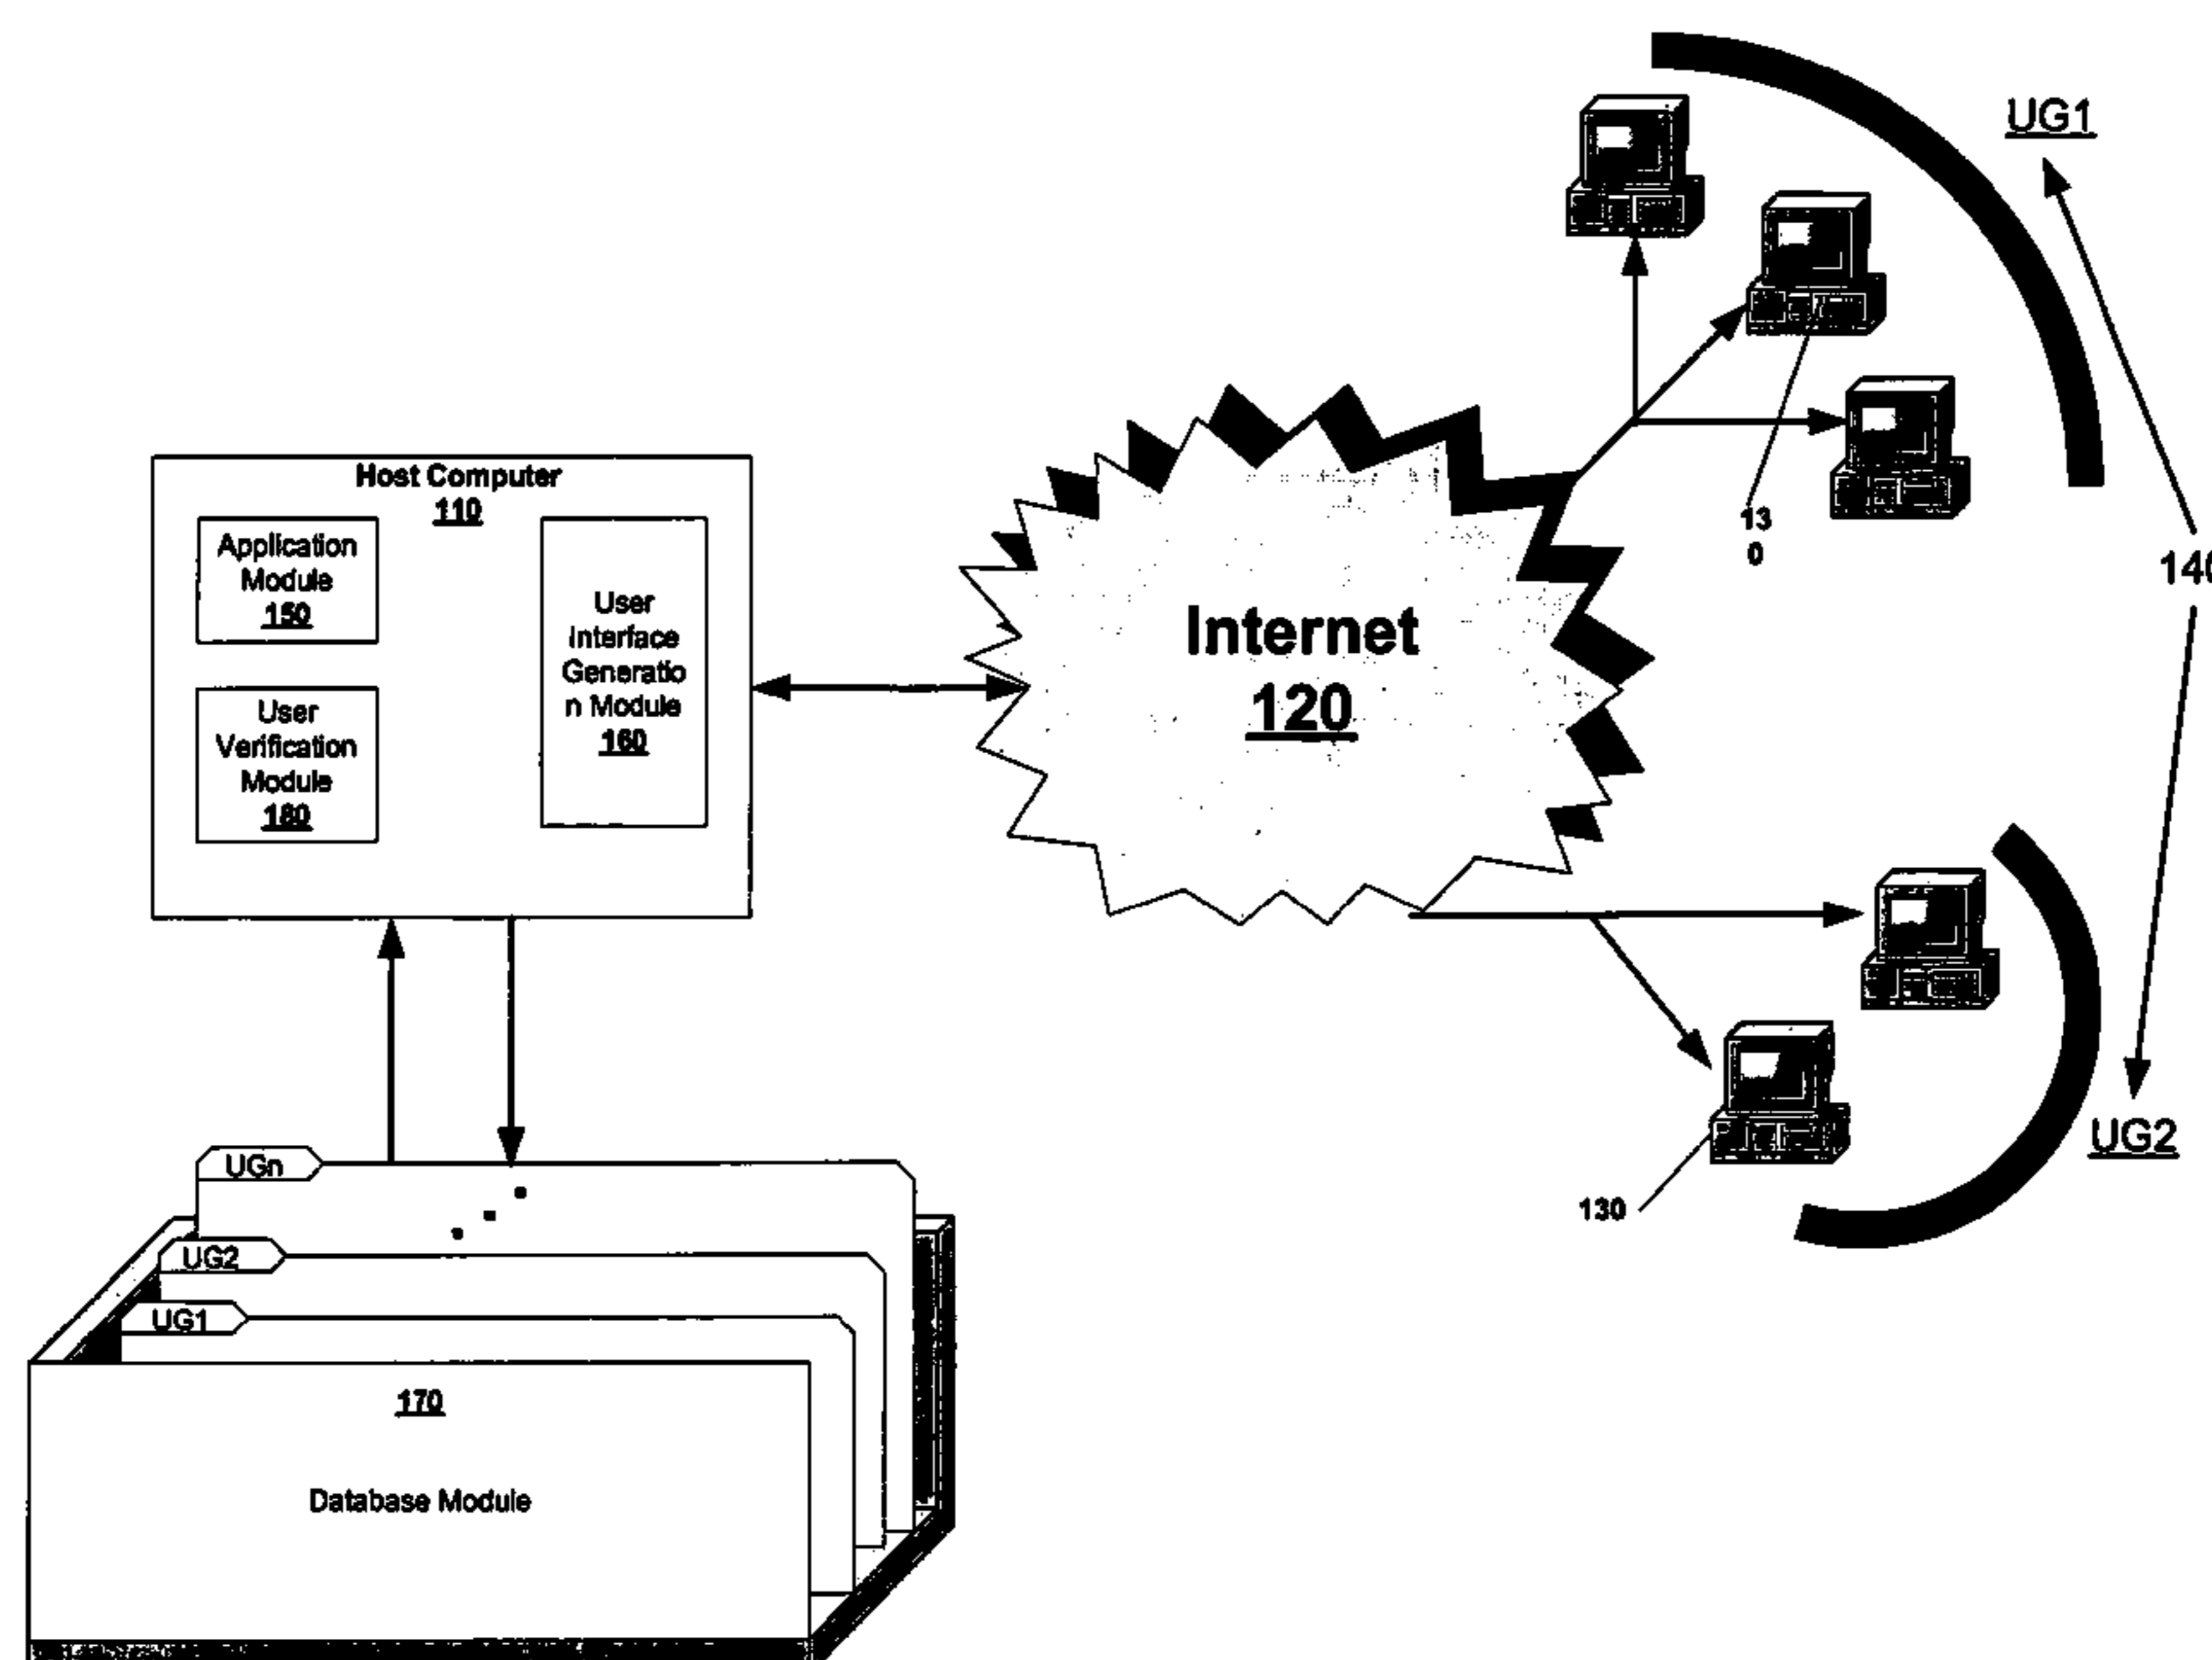 Host Computer
110
Application
Module
150
User
Verification
Module
180
User
Interface
Generatio
n Module
160
Internet
120
UG1
13
0
140
UG2
130
UGn
UG2
UG1
170
Database Module